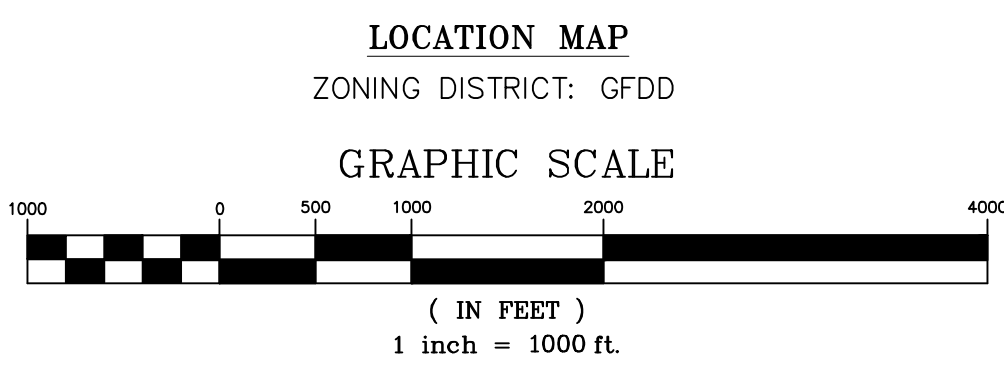 LOCATION MAP
ZONING DISTRICT: GFDD
GRAPHIC SCALE
1000 0 500 1000 2000 4000
( IN FEET )
1 inch = 1000 ft.